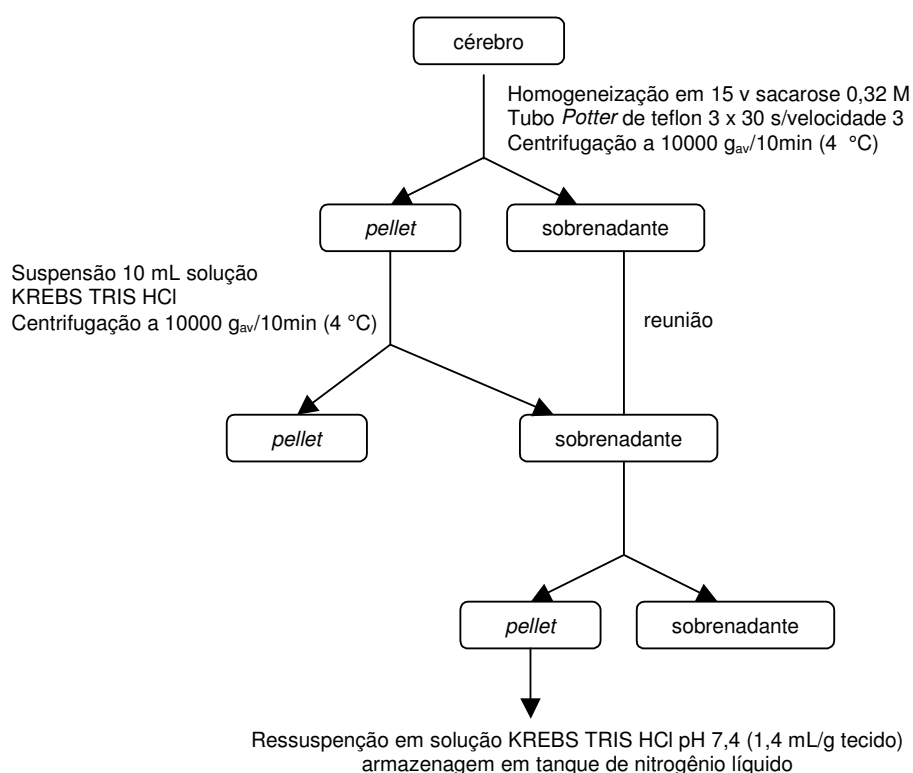 cérebro
Homogeneização em 15 v sacarose 0,32 M
Tubo Potter de teflon 3 x 30 s/velocidade 3
Centrifugação a 10000 gav/10min (4 °C)
pellet
sobrenadante
Suspensão 10 mL solução
KREBS TRIS HCl
Centrifugação a 10000 gav/10min (4 °C)
reunião
pellet
sobrenadante
pellet
sobrenadante
Ressuspenção em solução KREBS TRIS HCl pH 7,4 (1,4 mL/g tecido)
armazenagem em tanque de nitrogênio líquido